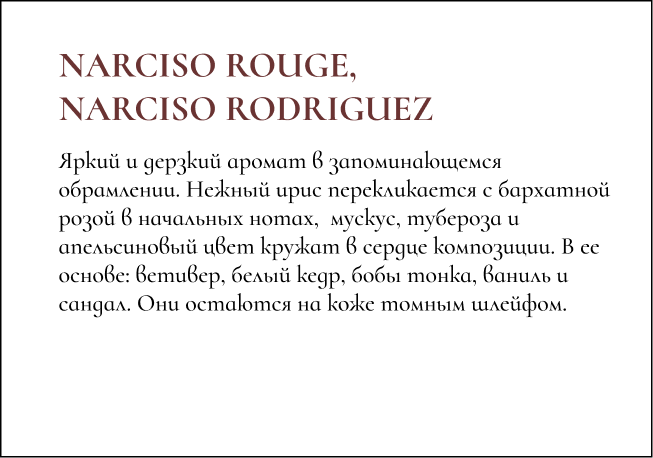 NARCISO ROUGE,
NARCISO RODRIGUEZ
Яркий и дерзкий аромат в запоминающемся
обрамлении. Нежный ирис перекликается с бархатной
розой в начальных нотах,  мускус, тубероза и
апельсиновый цвет кружат в сердце композиции. В ее
основе: ветивер, белый кедр, бобы тонка, ваниль и
сандал. Они остаются на коже томным шлейфом.